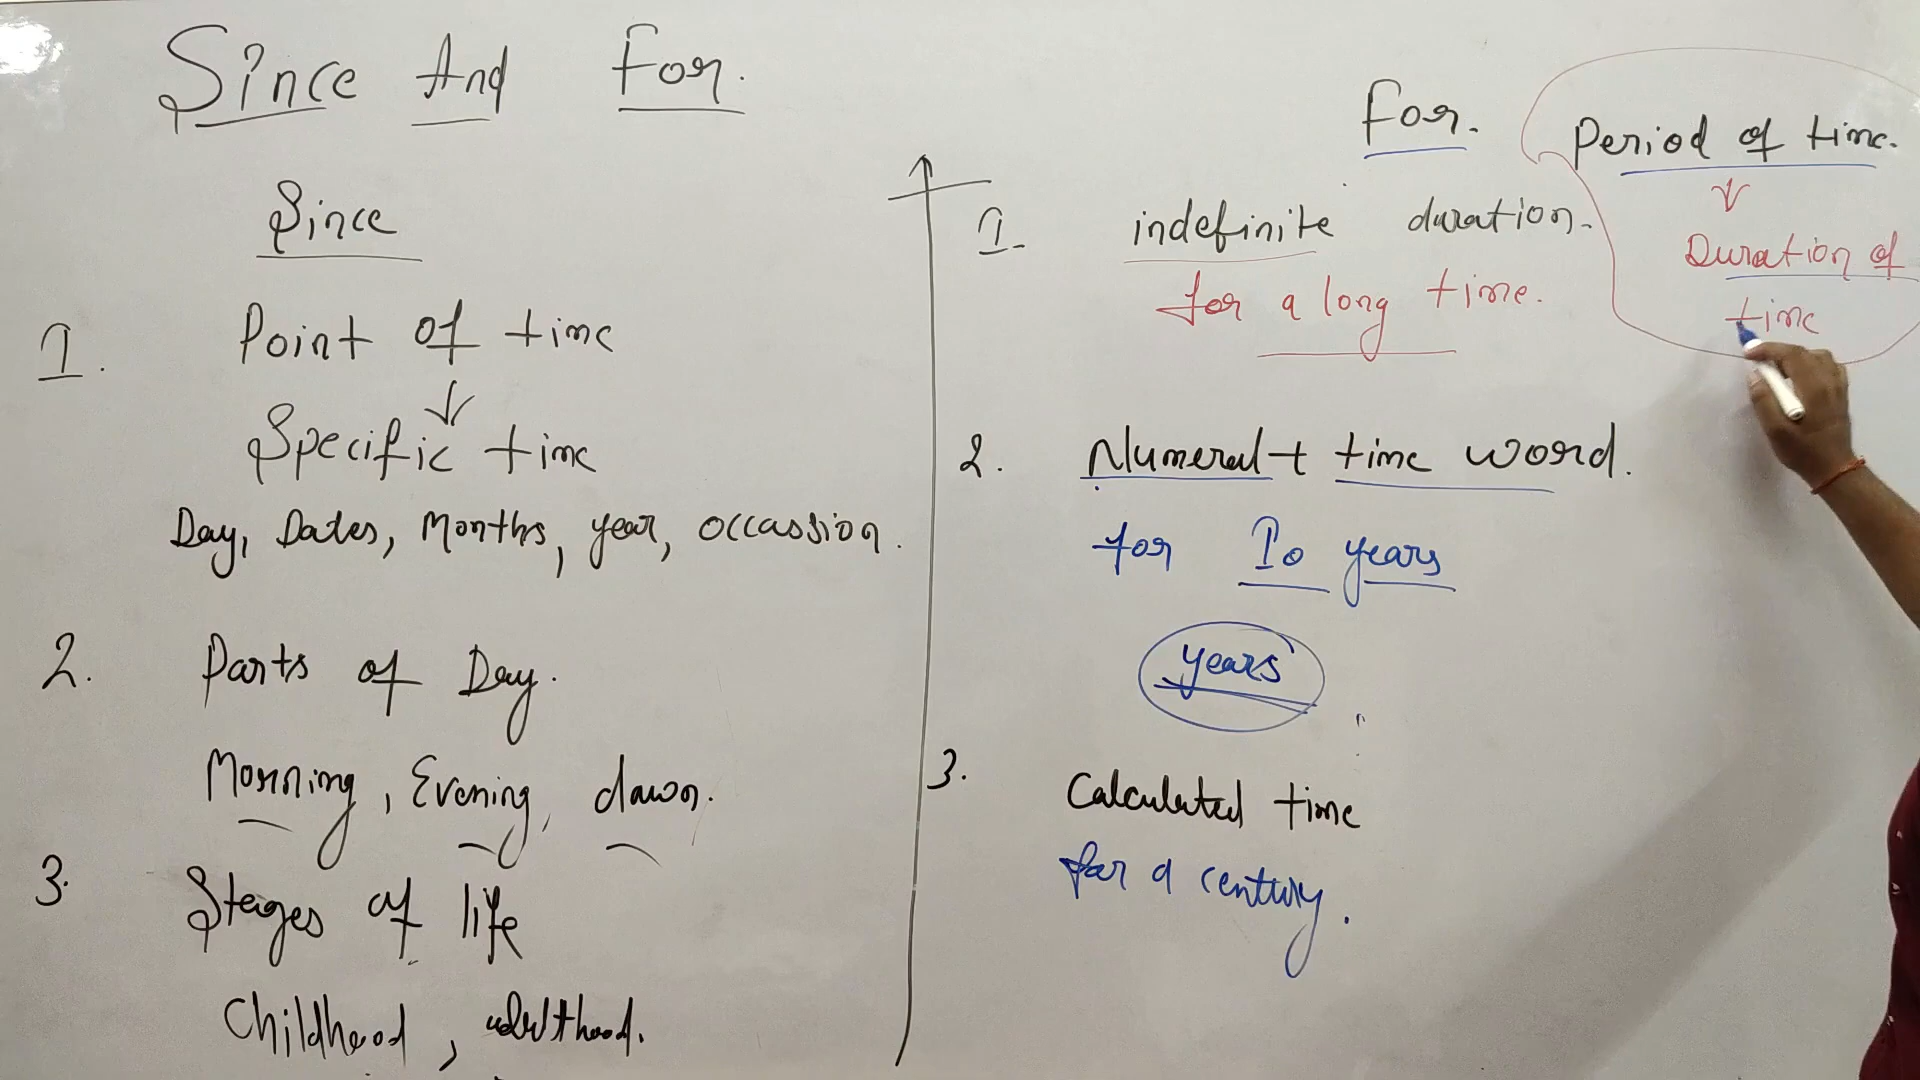 Since And For.
Since
1. Point of time
Specific time
Day, Dates, Months, year, occassion.
2. Parts of Day.
Morning, Evening, dawn.
3. Stages of life
Childhood, adulthood.
For.
Period of time.
Duration of
time
1. indefinite duration.
for a long time.
2. Numeral + time word.
for 10 years
years
3. Calculated time
for a century.